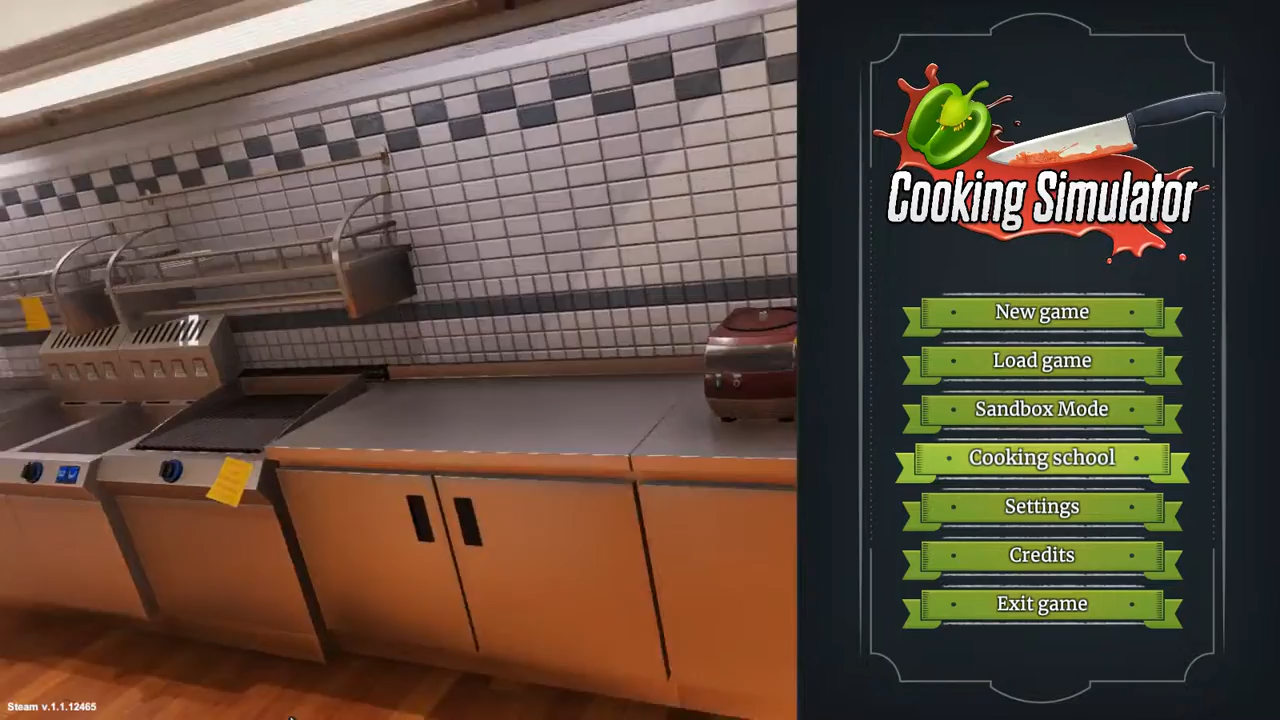 Cooking Simulator
New game
Load game
Sandbox Mode
Cooking school
Settings
Credits
Exit game
Steam v.1.1.12465